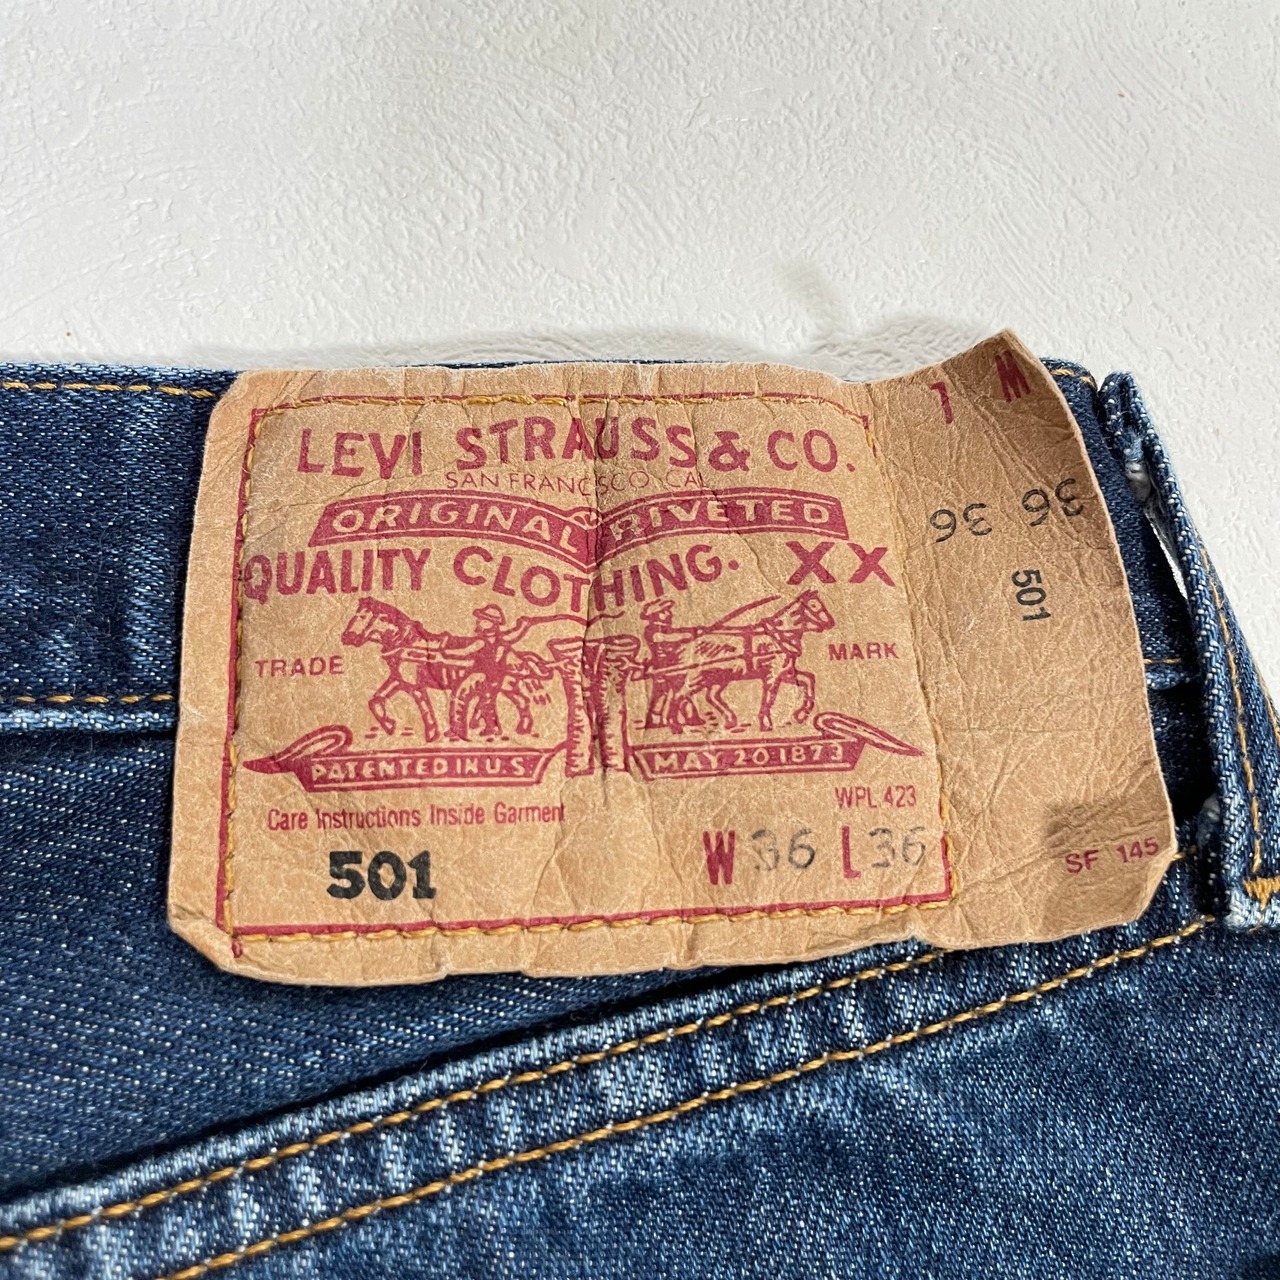 LEVI STRAUSS & CO.
SAN FRANCISCO, CAL.
ORIGINAL RIVETED
QUALITY CLOTHING. XX
TRADE MARK
PATENTED IN U.S. MAY 20 1873
Care Instructions Inside Garment
WPL 423
501
W 36 L 36
L W
36 36
501
SF 145